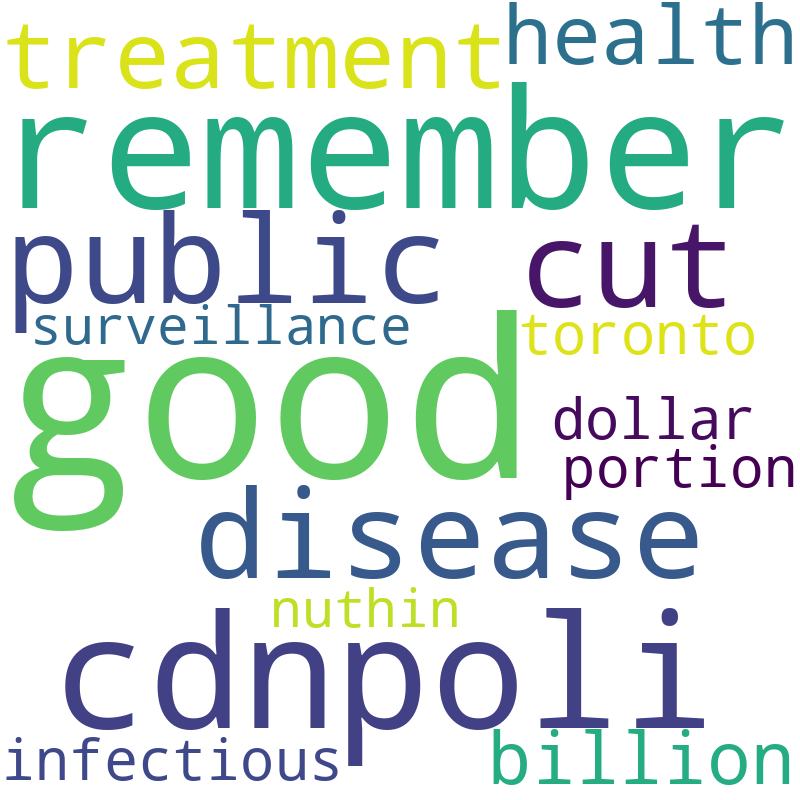 treatment health
remember
public cut
surveillance toronto
good
dollar
portion
disease
nuthin
cdnpoli
infectious billion